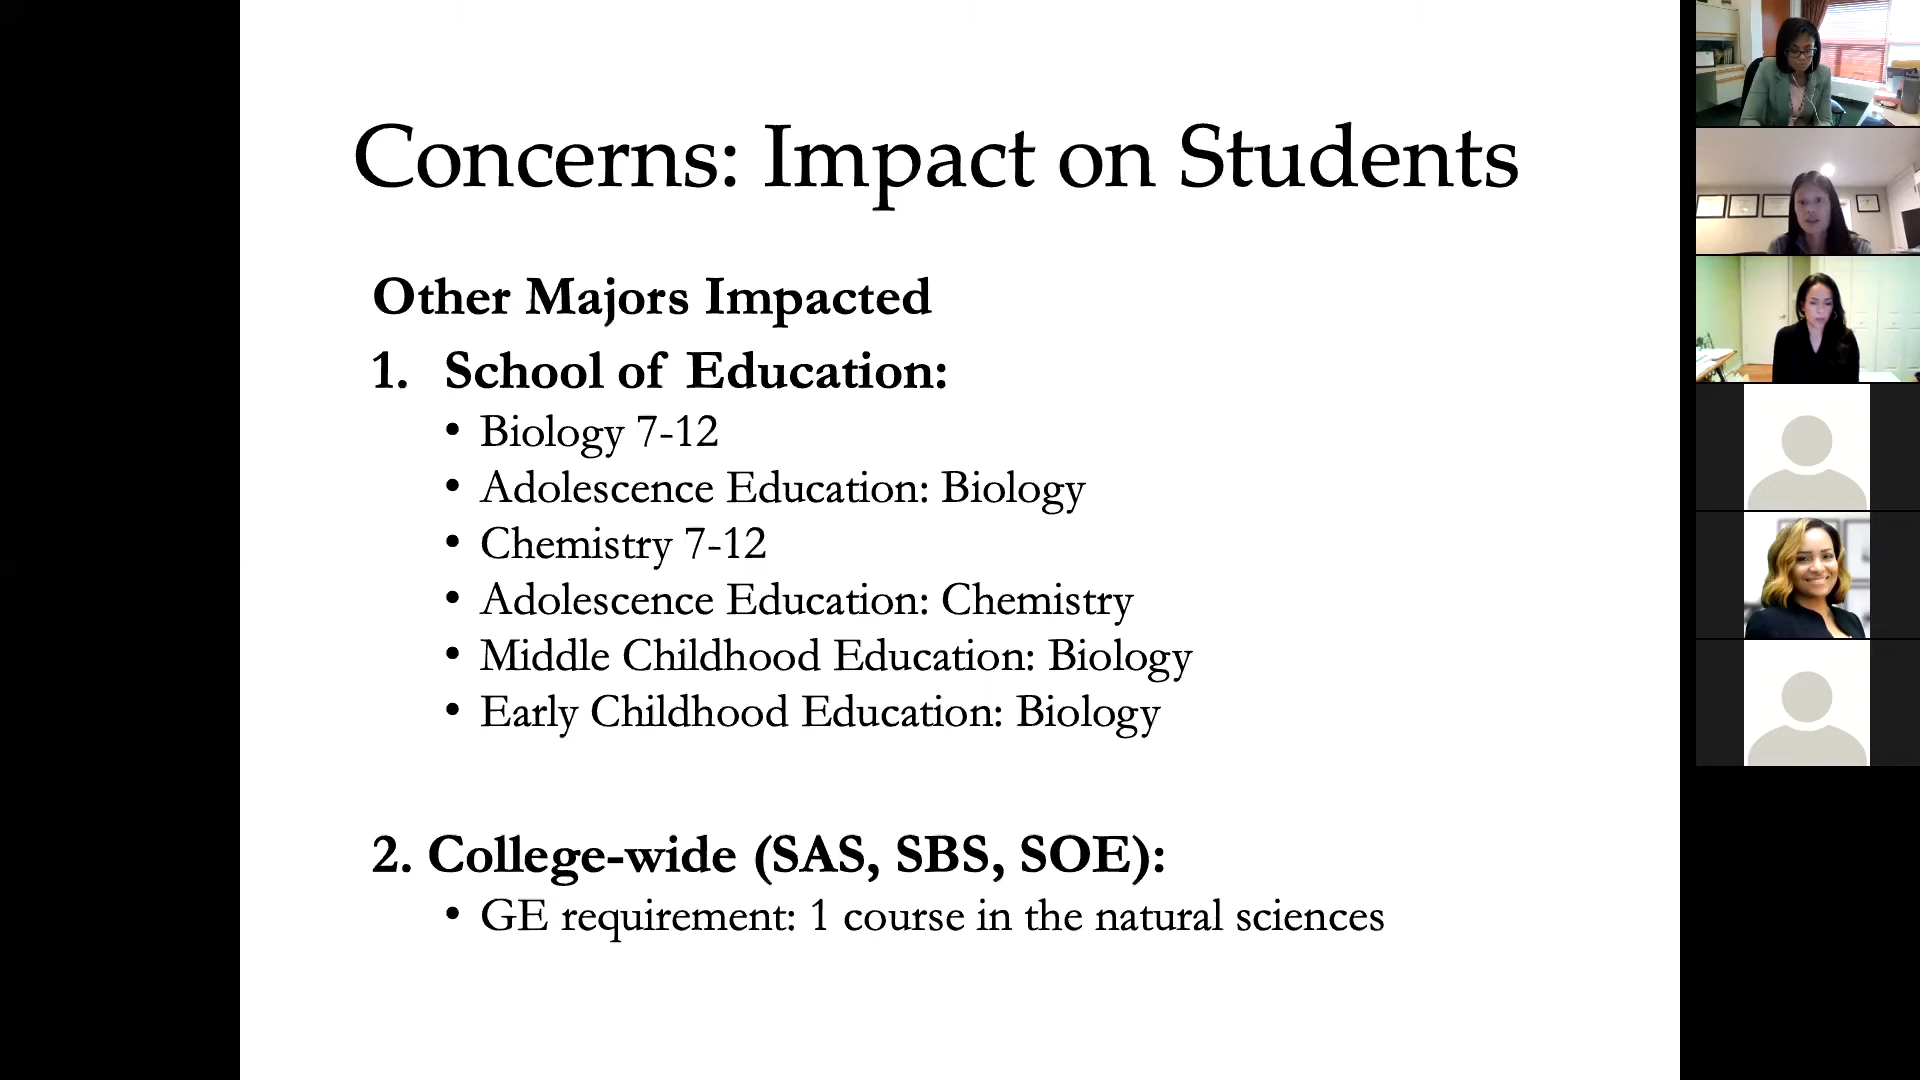 Concerns: Impact on Students
Other Majors Impacted
1. School of Education:
• Biology 7-12
• Adolescence Education: Biology
• Chemistry 7-12
• Adolescence Education: Chemistry
• Middle Childhood Education: Biology
• Early Childhood Education: Biology
2. College-wide (SAS, SBS, SOE):
• GE requirement: 1 course in the natural sciences